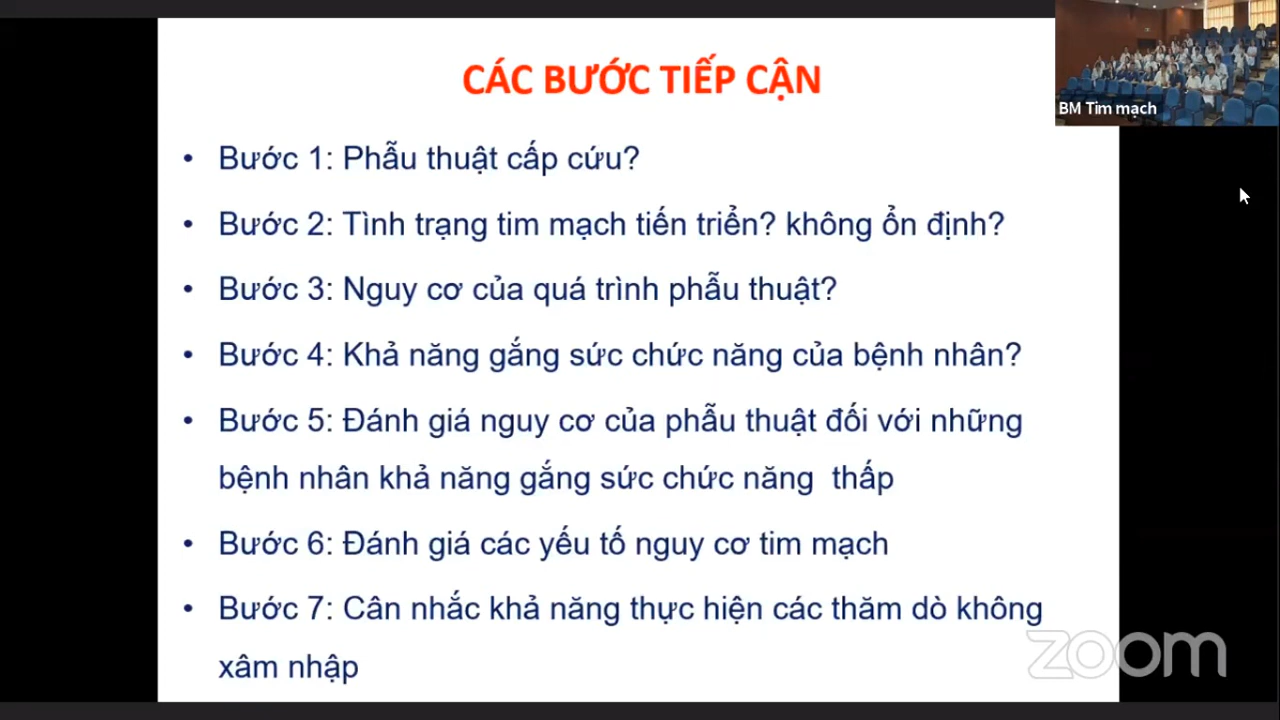 CÁC BƯỚC TIẾP CẬN
BM Tim mạch
• Bước 1: Phẫu thuật cấp cứu?
• Bước 2: Tình trạng tim mạch tiến triển? không ổn định?
• Bước 3: Nguy cơ của quá trình phẫu thuật?
• Bước 4: Khả năng gắng sức chức năng của bệnh nhân?
• Bước 5: Đánh giá nguy cơ của phẫu thuật đối với những
bệnh nhân khả năng gắng sức chức năng thấp
• Bước 6: Đánh giá các yếu tố nguy cơ tim mạch
• Bước 7: Cân nhắc khả năng thực hiện các thăm dò không
xâm nhập
zoom